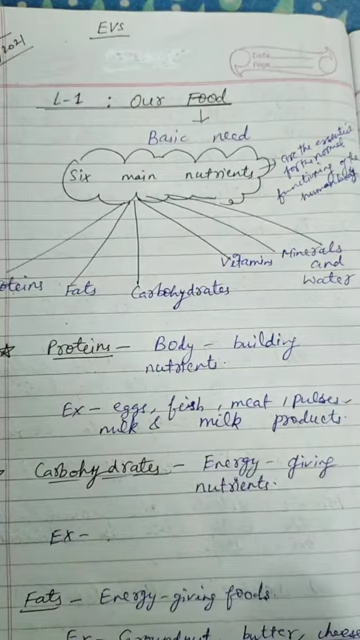 EVS
2021
Date
Page
L-1 : Our Food
↓
Basic need
Six main nutrients
are the essential
for the normal
functioning of the
human body
Proteins Fats Carbohydrates Vitamins Minerals
and
Water
Proteins - Body - building
nutrients.
Ex - eggs, fish, meat, pulses,
milk & milk products.
Carbohydrates - Energy - giving
nutrients.
Ex -
Fats - Energy-giving foods.
Ex - Groundnut butter, cheese